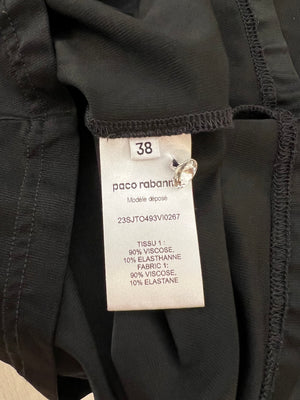 38
paco rabanne
Modèle déposé
23SJTO493VI0267
TISSU 1 :
90% VISCOSE,
10% ELASTHANNE
FABRIC 1:
90% VISCOSE,
10% ELASTANE